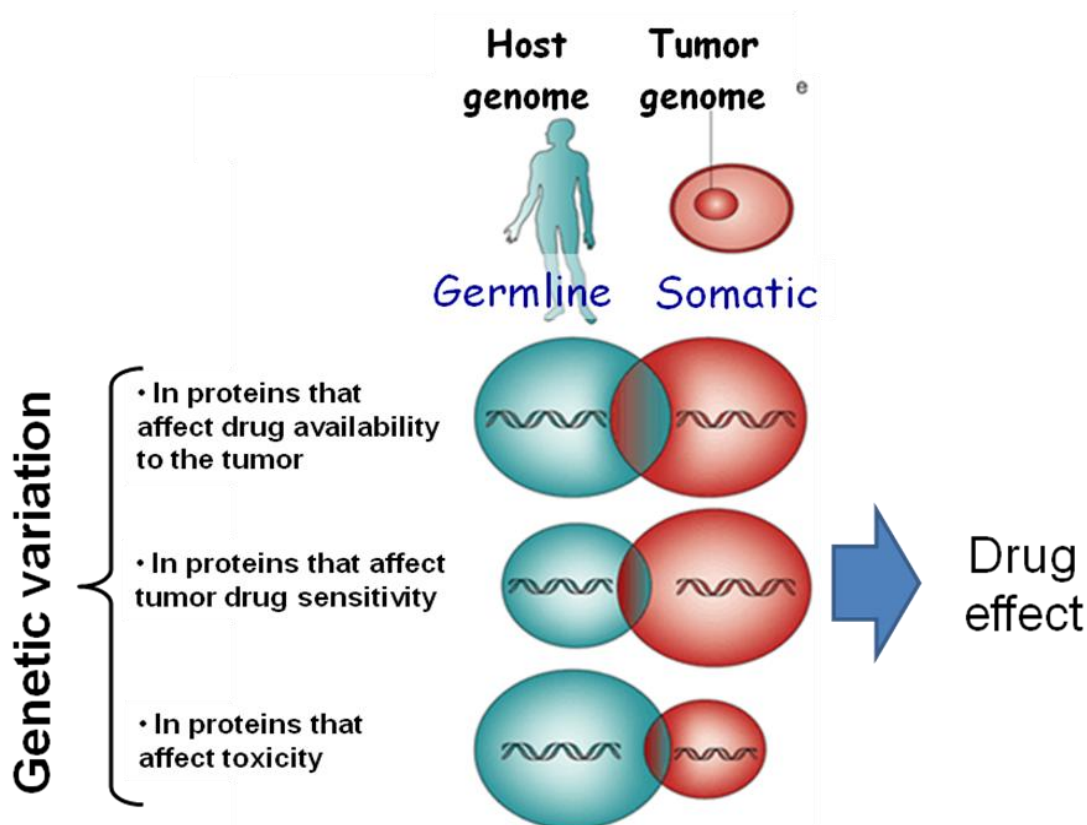 Host
genome
Tumor
genome
e
Germline
Somatic
Genetic variation
• In proteins that
affect drug availability
to the tumor
• In proteins that affect
tumor drug sensitivity
• In proteins that
affect toxicity
Drug
effect